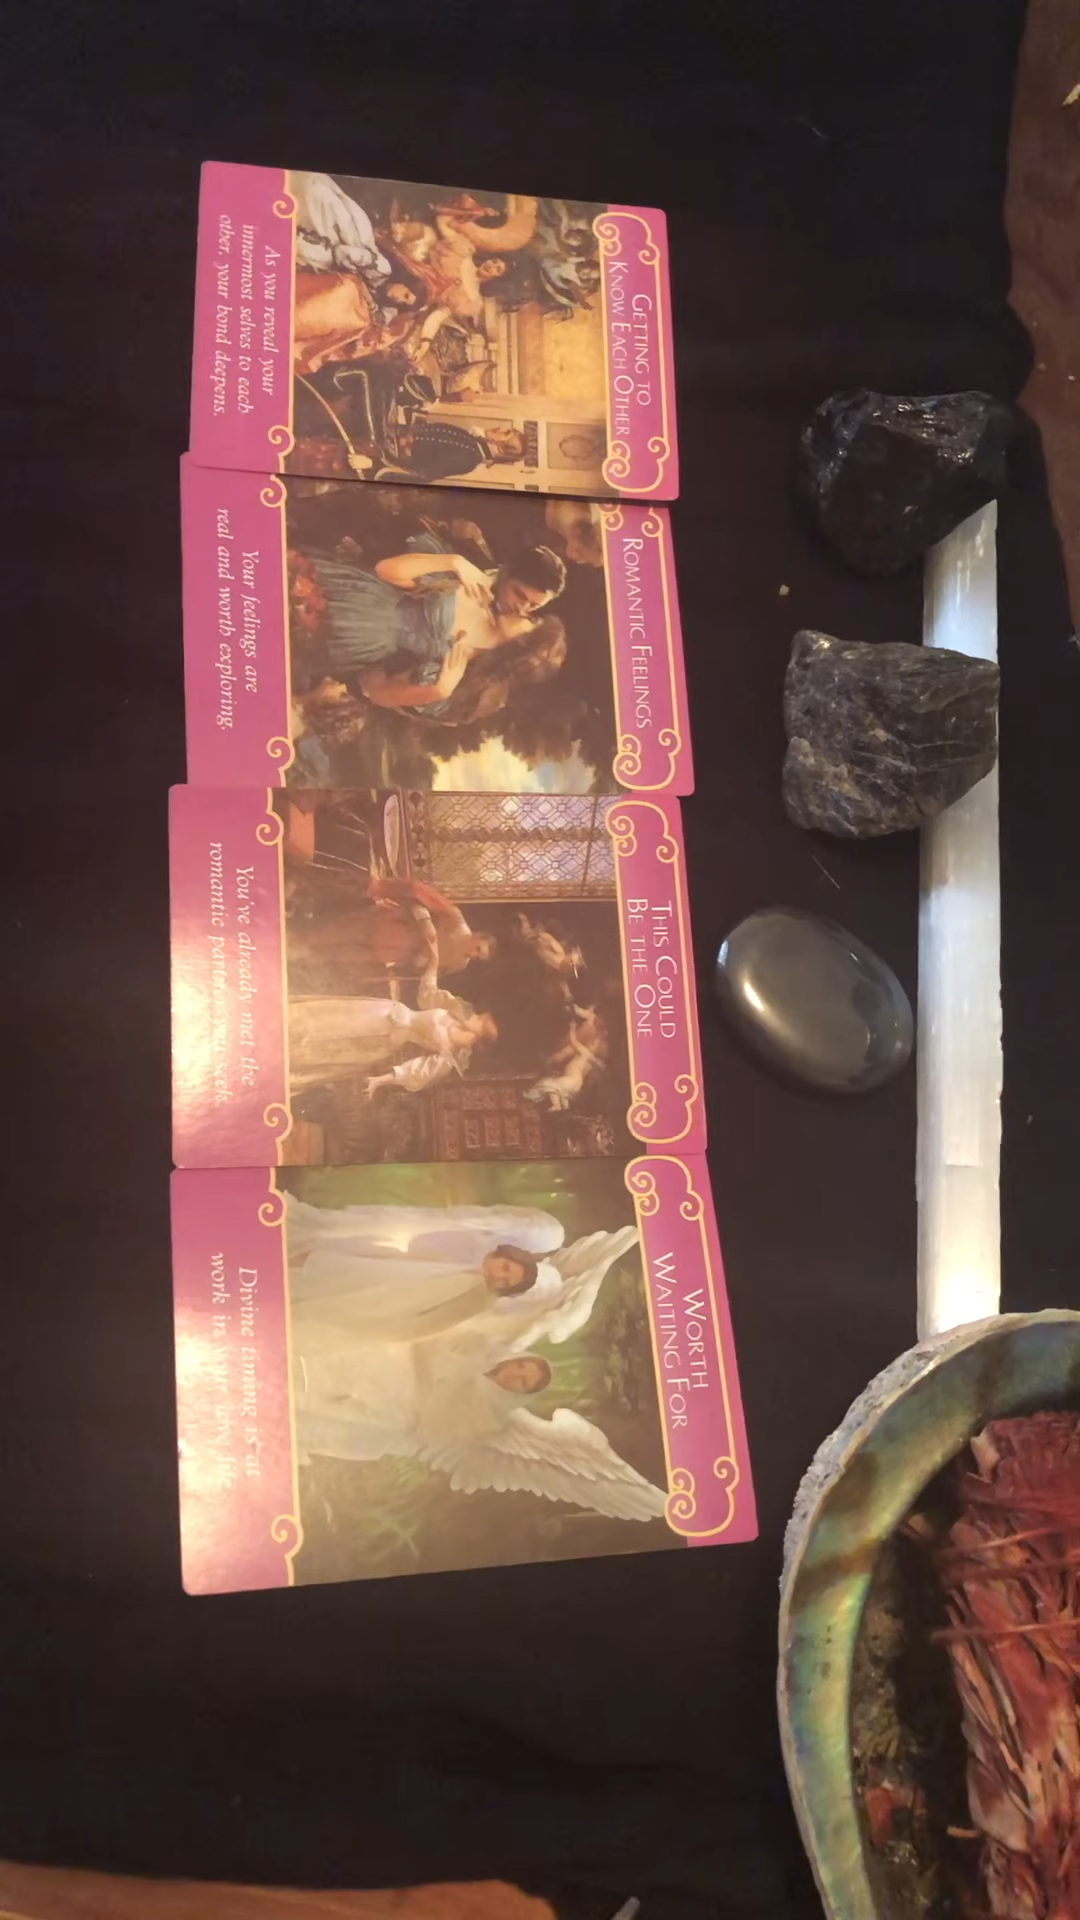 GETTING TO
KNOW EACH OTHER
As you reveal your
innermost selves to each
other, your bond deepens.
ROMANTIC FEELINGS
Your feelings are
real and worth exploring.
THIS COULD
BE THE ONE
You've already met the
romantic partner you seek.
WORTH
WAITING FOR
Divine timing is at
work in your love life.